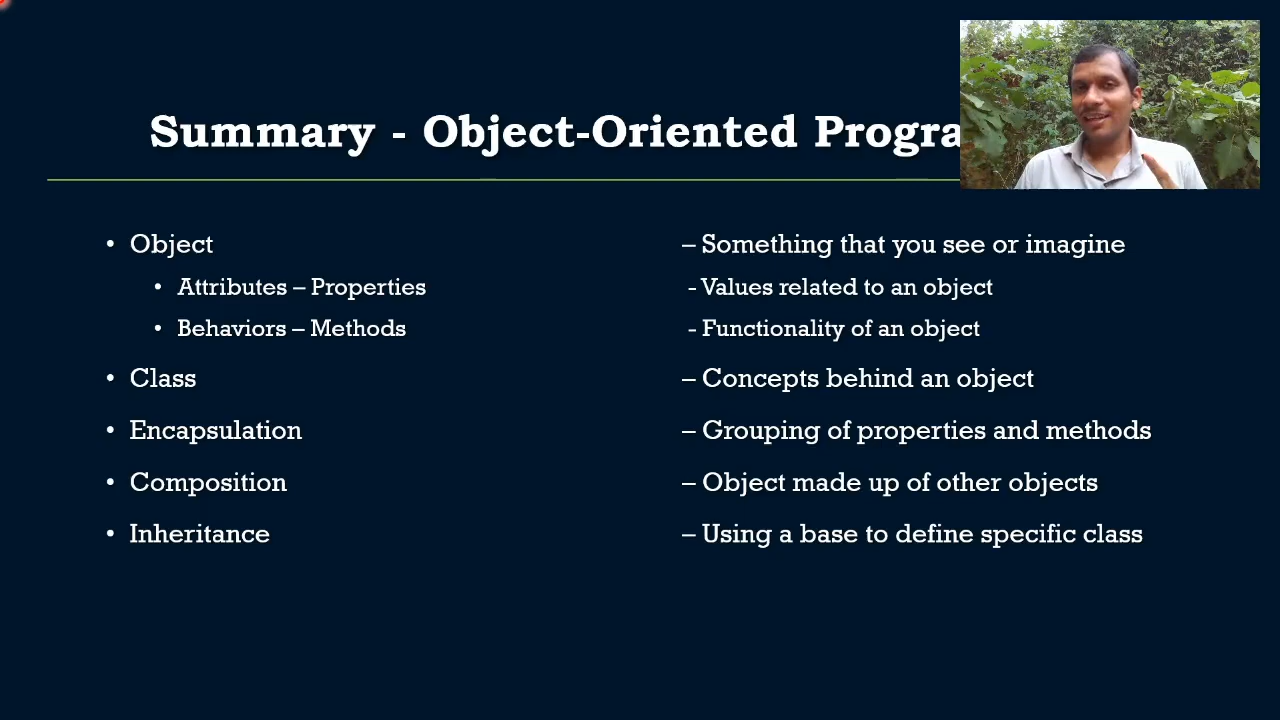 Summary - Object-Oriented Progra
• Object – Something that you see or imagine
• Attributes – Properties - Values related to an object
• Behaviors – Methods - Functionality of an object
• Class – Concepts behind an object
• Encapsulation – Grouping of properties and methods
• Composition – Object made up of other objects
• Inheritance – Using a base to define specific class